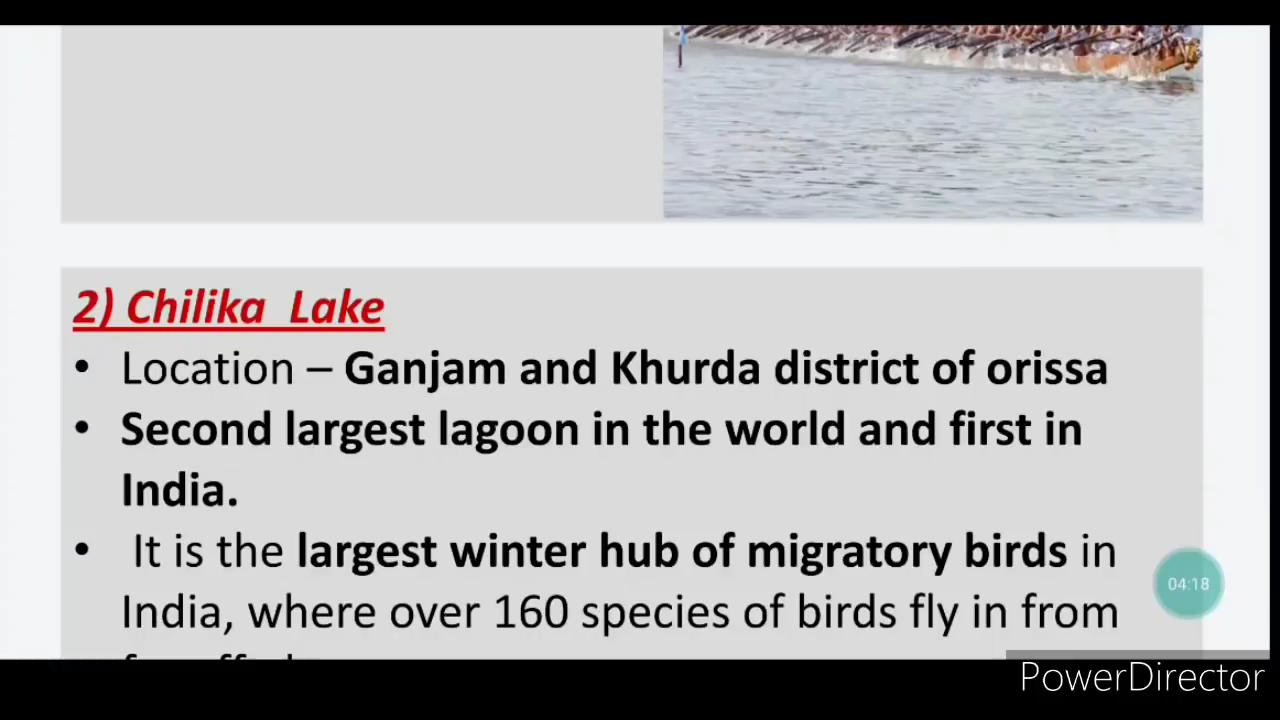 2) Chilika Lake
• Location – Ganjam and Khurda district of orissa
• Second largest lagoon in the world and first in
India.
• It is the largest winter hub of migratory birds in
India, where over 160 species of birds fly in from
04:18
PowerDirector